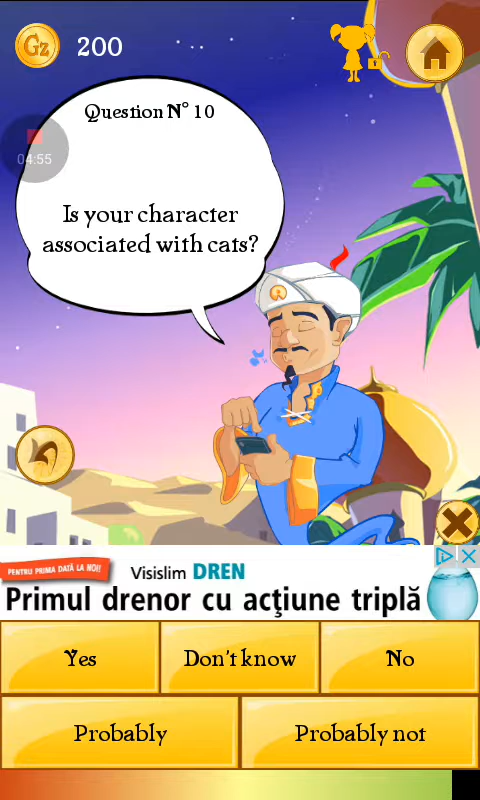 Gz 200
Question N° 10
04:55
Is your character
associated with cats?
PENTRU PRIMA DATĂ LA NOI!
Visislim DREN
Primul drenor cu acţiune triplă
Yes
Don't know
No
Probably
Probably not